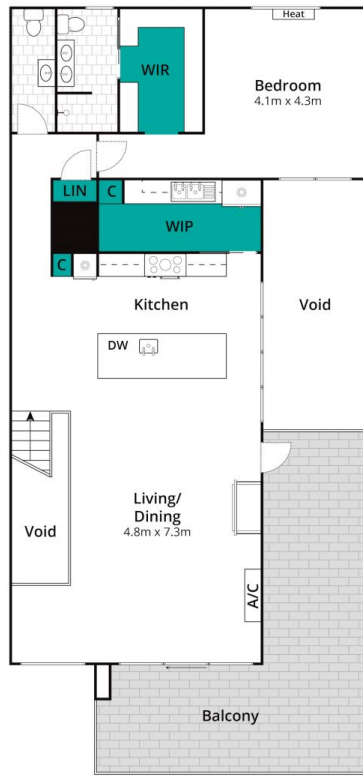 Heat
WIR
Bedroom
4.1m x 4.3m
LIN
C
WIP
C
Kitchen
Void
DW
Living/
Dining
4.8m x 7.3m
Void
A/C
Balcony